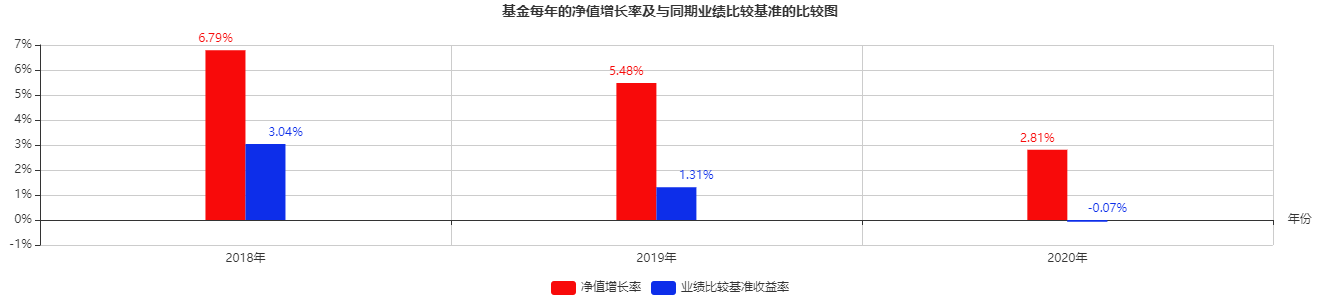 基金每年的净值增长率及与同期业绩比较基准的比较图
7%
6%
5%
4%
3%
2%
1%
0%
-1%
6.79%
3.04%
5.48%
1.31%
2.81%
-0.07%
年份
2018年
2019年
2020年
净值增长率
业绩比较基准收益率